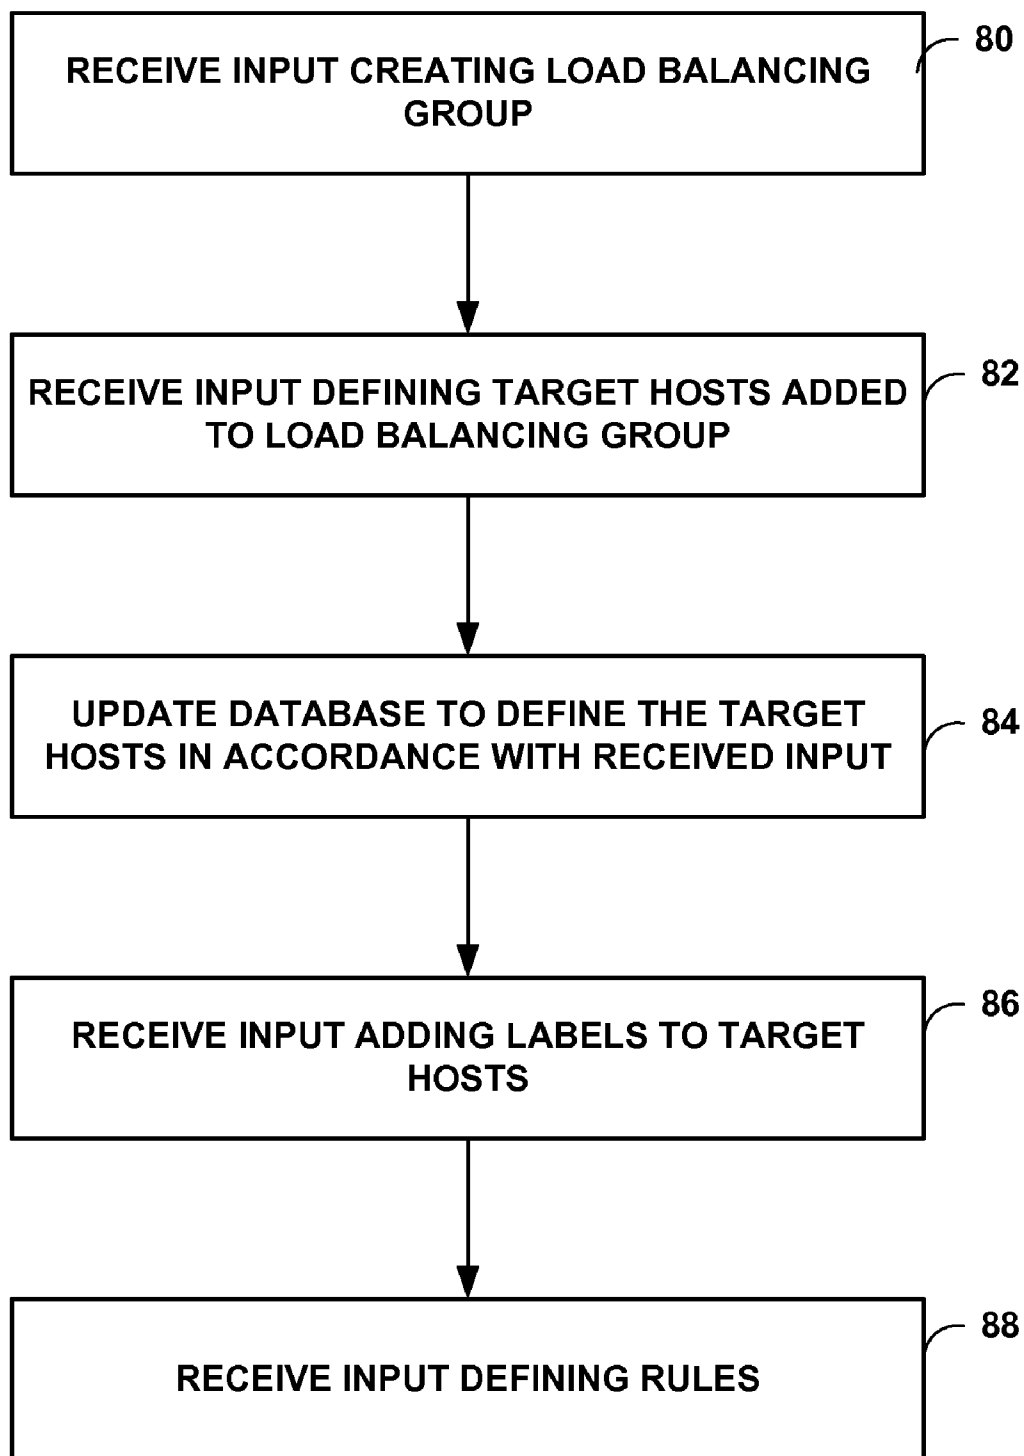 RECEIVE INPUT CREATING LOAD BALANCING
GROUP
80
RECEIVE INPUT DEFINING TARGET HOSTS ADDED
TO LOAD BALANCING GROUP
82
UPDATE DATABASE TO DEFINE THE TARGET
HOSTS IN ACCORDANCE WITH RECEIVED INPUT
84
RECEIVE INPUT ADDING LABELS TO TARGET
HOSTS
86
RECEIVE INPUT DEFINING RULES
88